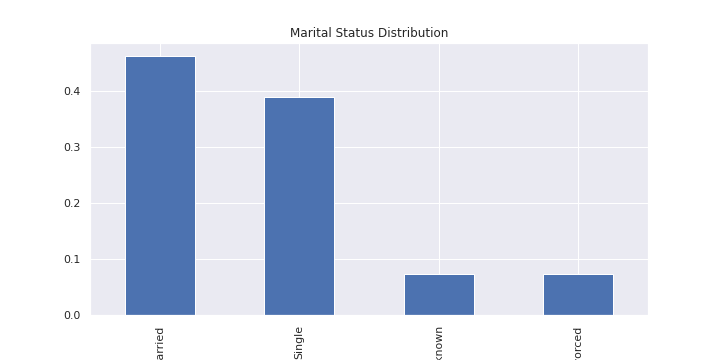 Marital Status Distribution
0.4
0.3
0.2
0.1
0.0
arried
Single
known
orced